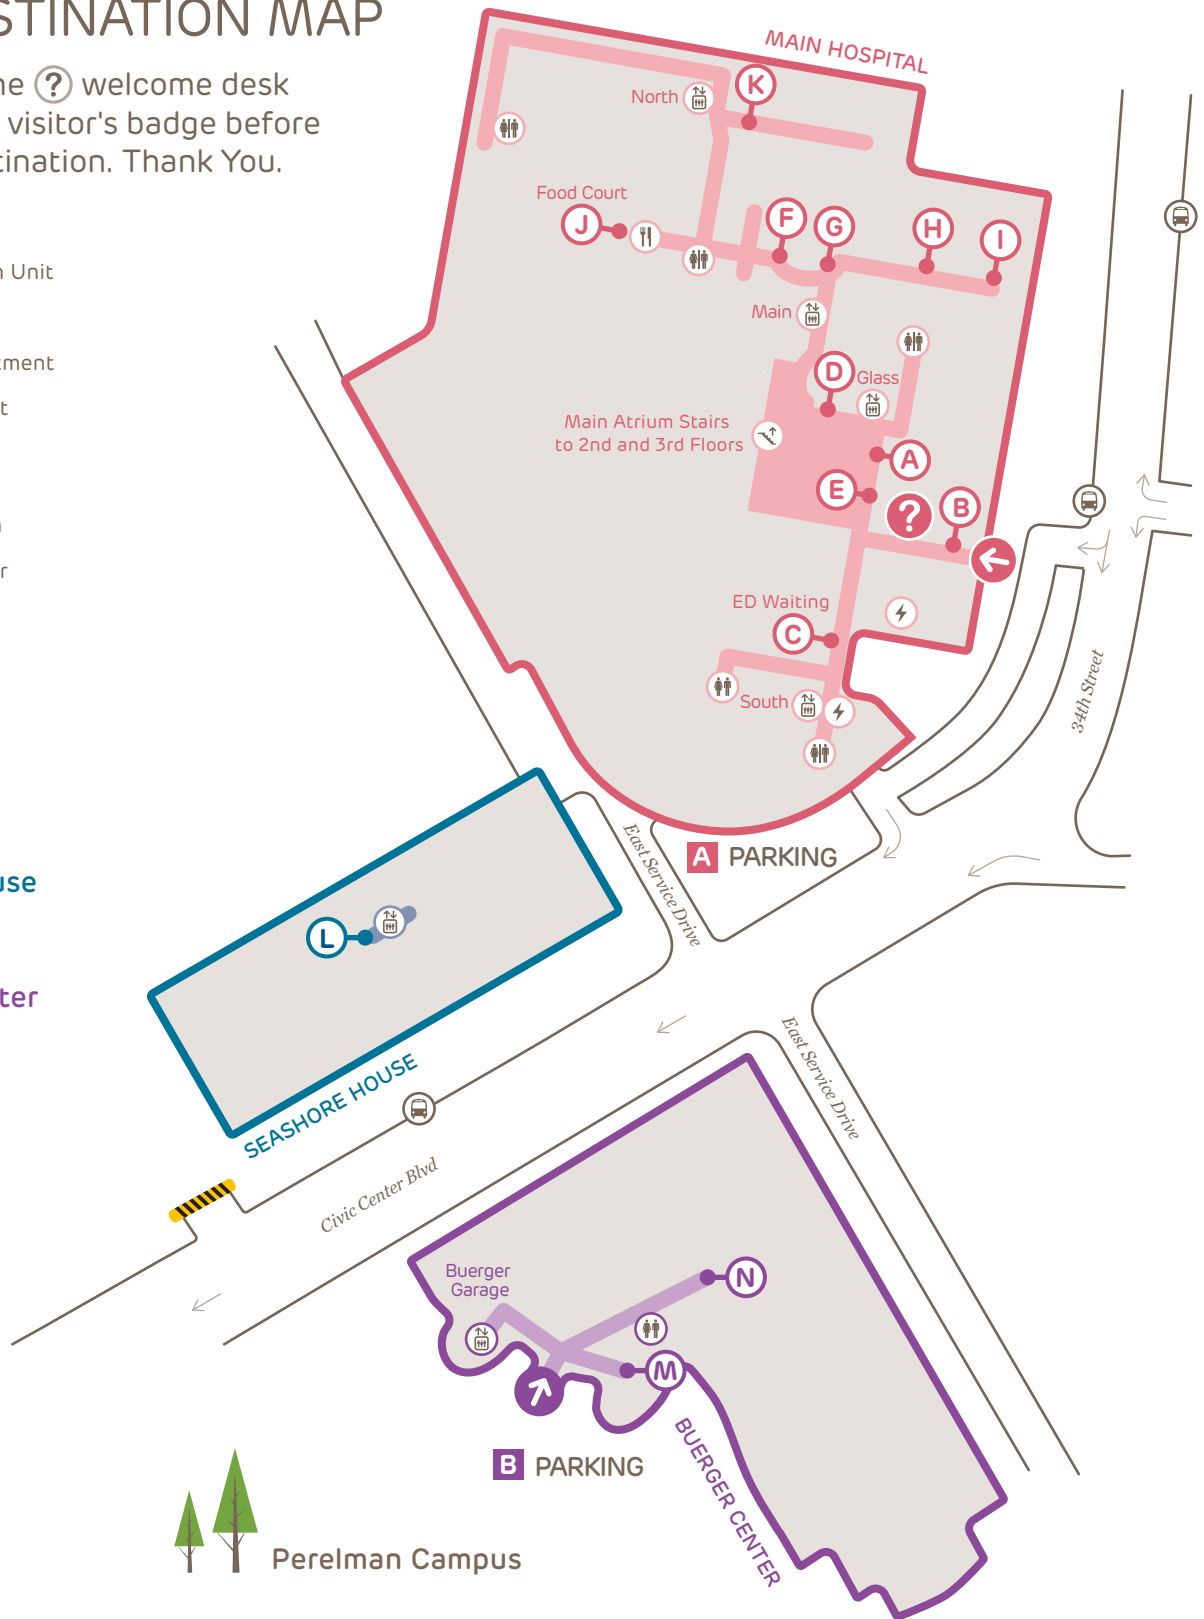 STINATION MAP
ne ? welcome desk
visitor's badge before
tination. Thank You.
MAIN HOSPITAL
K
North
Food Court
J
F
G
H
I
n Unit
Main
tment
D
Glass
t
Main Atrium Stairs
to 2nd and 3rd Floors
A
E
B
?
r
ED Waiting
C
South
34th Street
East Service Drive
A PARKING
use
L
ter
East Service Drive
SEASHORE HOUSE
Civic Center Blvd
Buerger
Garage
N
M
B PARKING
BUERGER CENTER
Perelman Campus